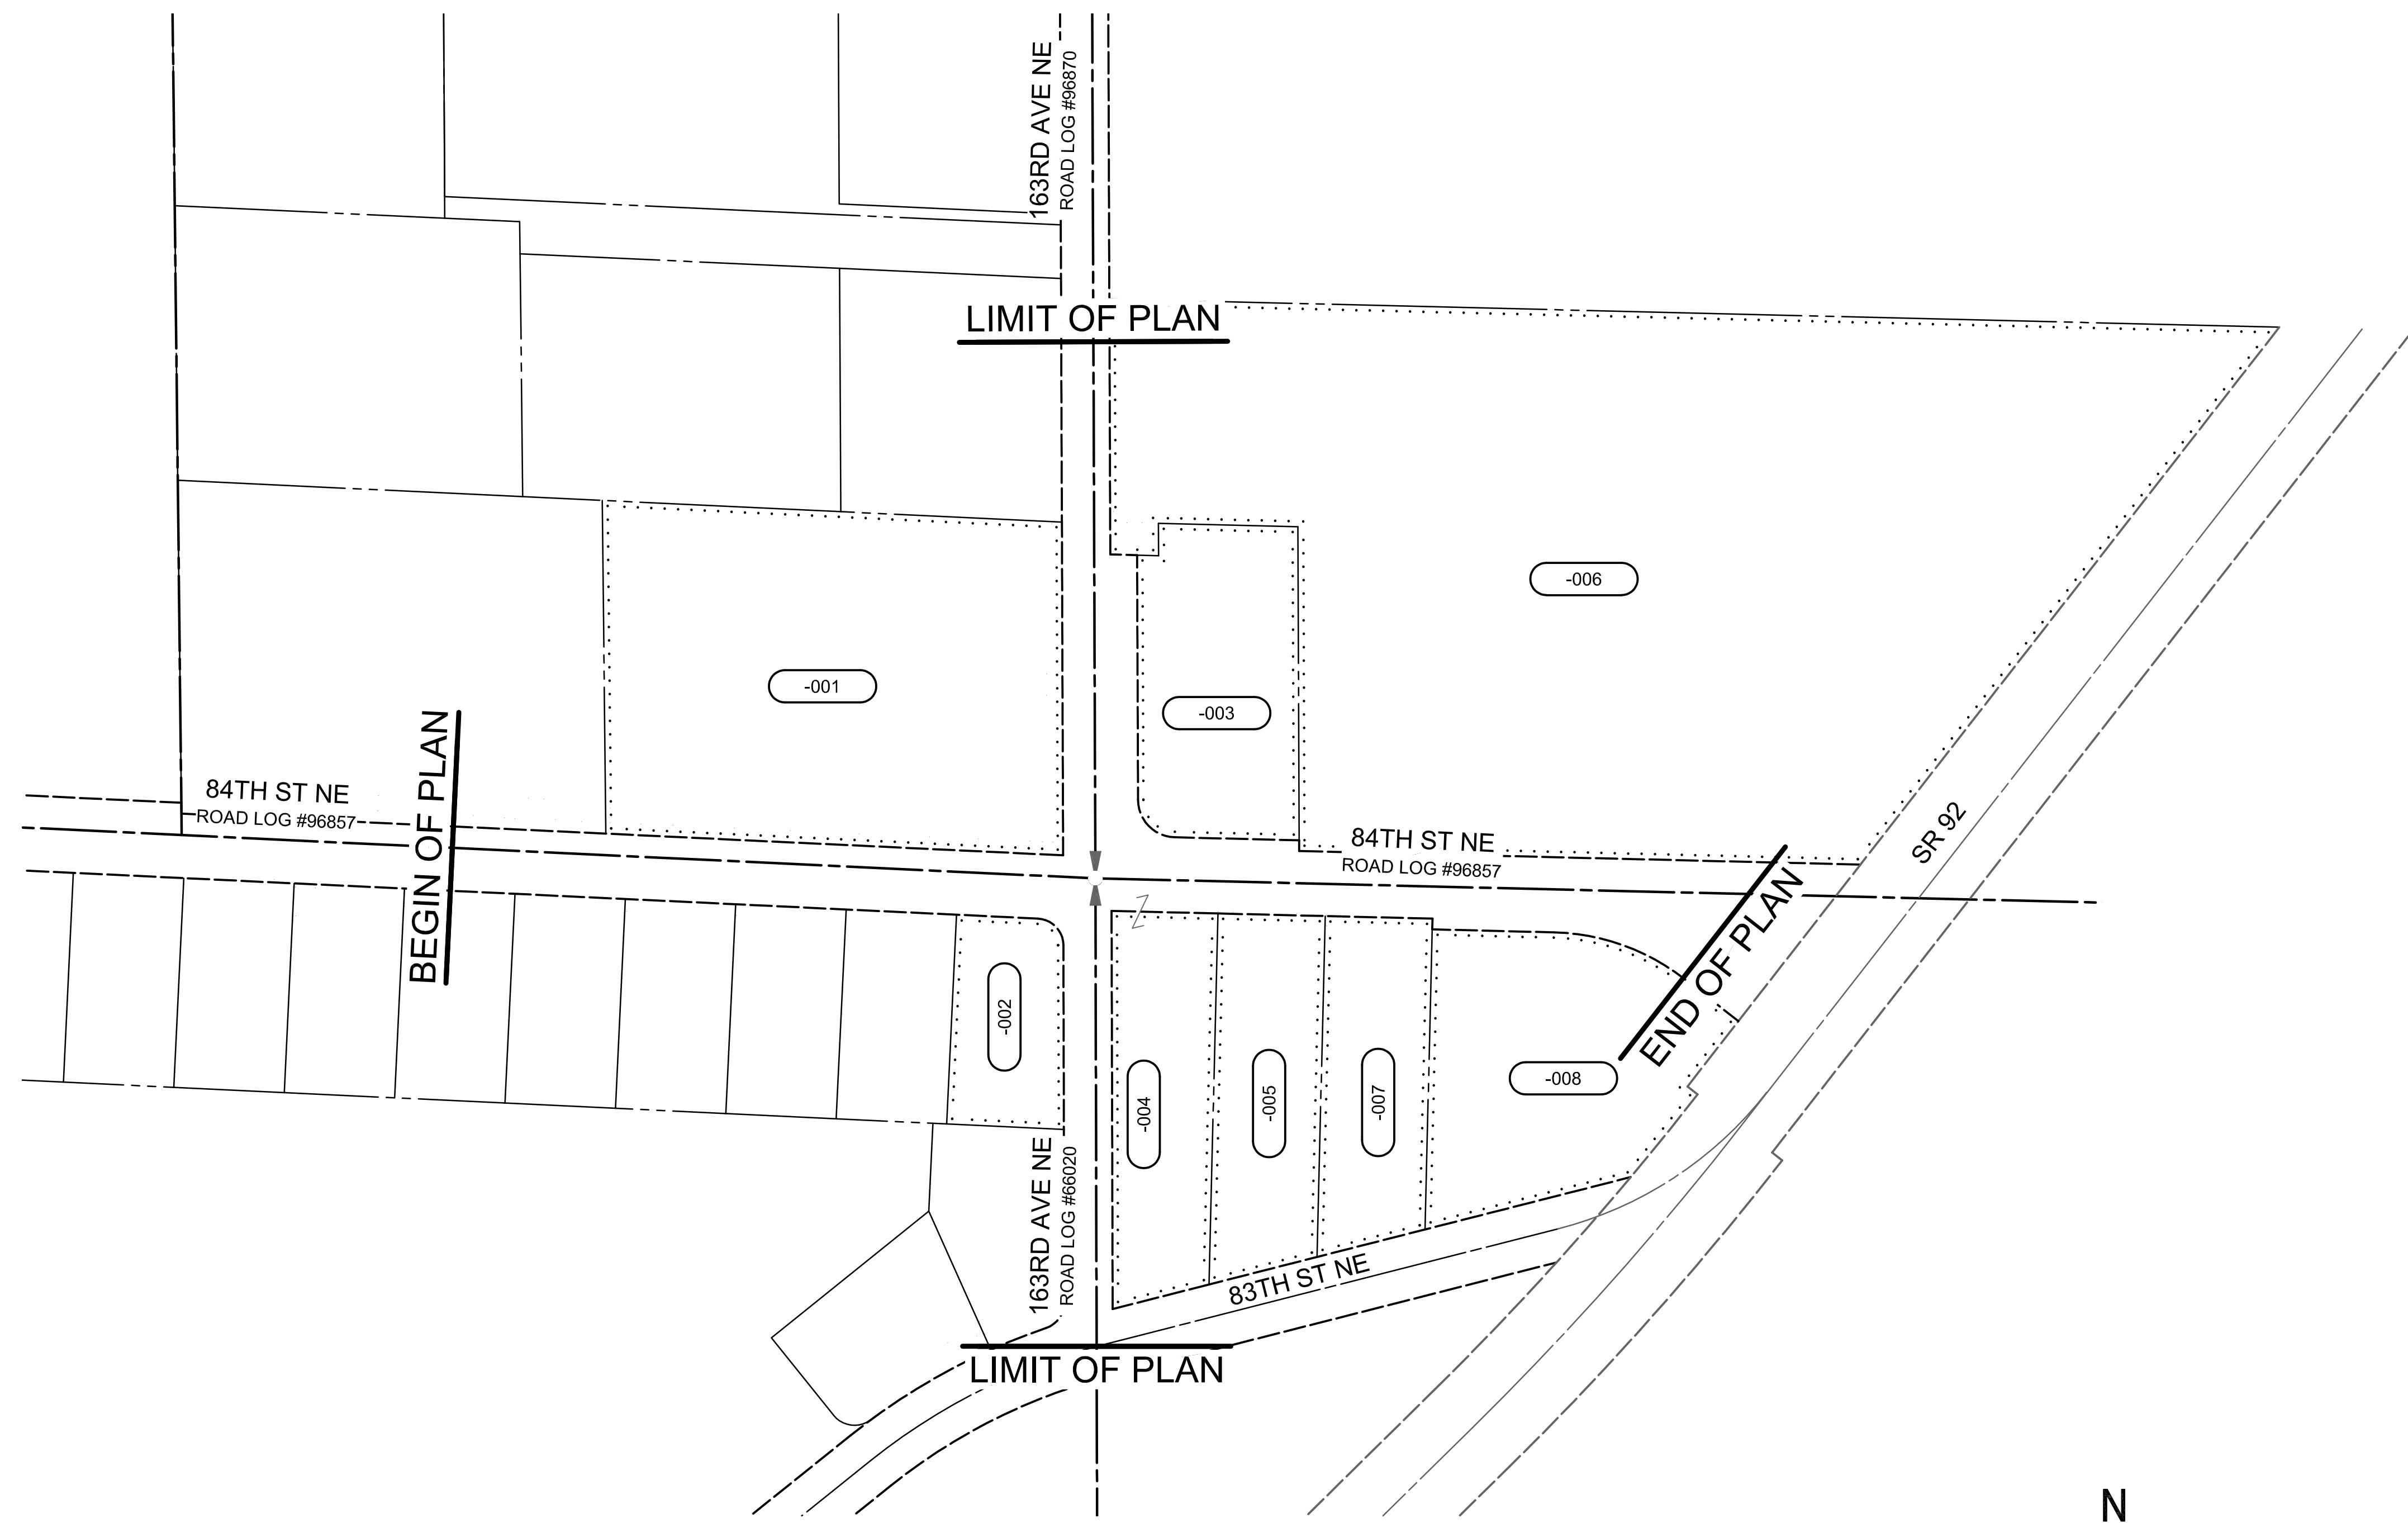 163RD AVE NE
ROAD LOG #96870
LIMIT OF PLAN
-006
-001
-003
BEGIN OF PLAN
84TH ST NE
ROAD LOG #96857
84TH ST NE
ROAD LOG #96857
SR 92
END OF PLAN
-002
-004
-005
-007
-008
163RD AVE NE
ROAD LOG #66020
83TH ST NE
LIMIT OF PLAN
N